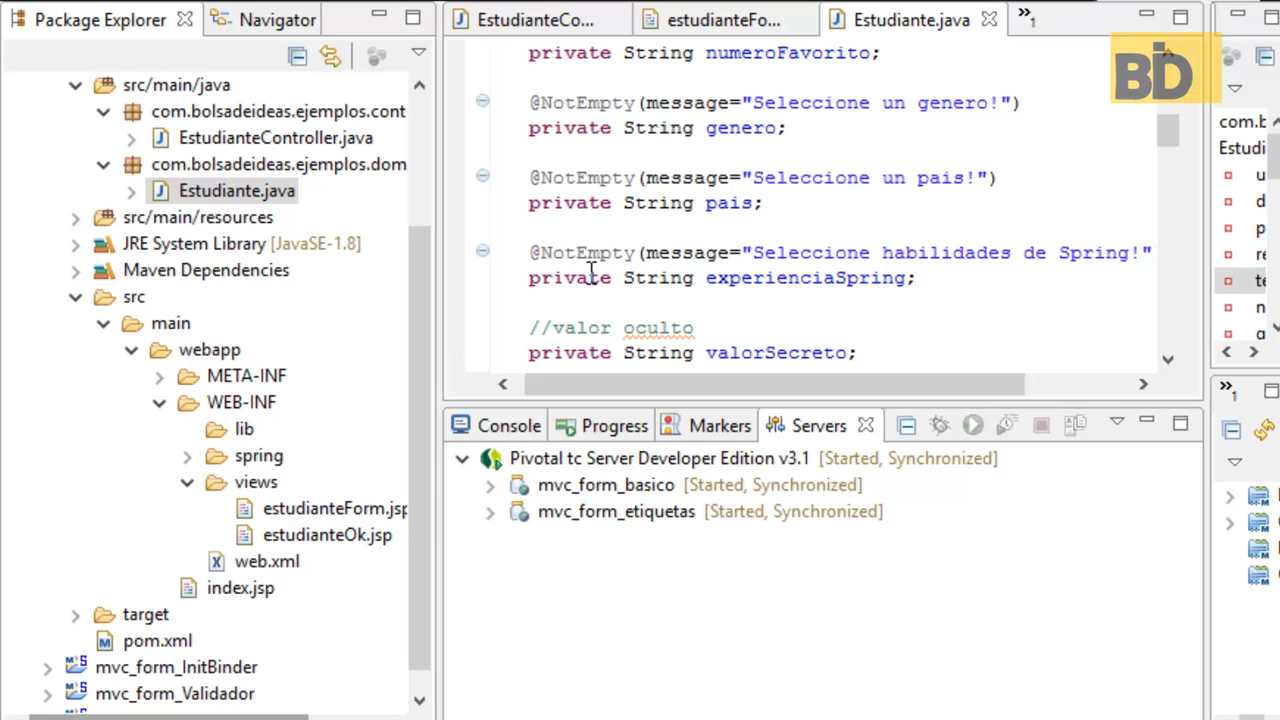 Package Explorer
Navigator
src/main/java
com.bolsadeideas.ejemplos.cont
EstudianteController.java
com.bolsadeideas.ejemplos.dom
Estudiante.java
src/main/resources
JRE System Library [JavaSE-1.8]
Maven Dependencies
src
main
webapp
META-INF
WEB-INF
lib
spring
views
estudianteForm.jsp
estudianteOk.jsp
web.xml
index.jsp
target
pom.xml
mvc_form_InitBinder
mvc_form_Validador
EstudianteCo...
estudianteFo...
Estudiante.java
»1
private String numeroFavorito;
@NotEmpty(message="Seleccione un genero!")
private String genero;
@NotEmpty(message="Seleccione un pais!")
private String pais;
@NotEmpty(message="Seleccione habilidades de Spring!"
private String experienciaSpring;
//valor oculto
private String valorSecreto;
Console
Progress
Markers
Servers
Pivotal tc Server Developer Edition v3.1 [Started, Synchronized]
mvc_form_basico [Started, Synchronized]
mvc_form_etiquetas [Started, Synchronized]
BD
com.b
Estudi
u
d
p
re
te
n
»1